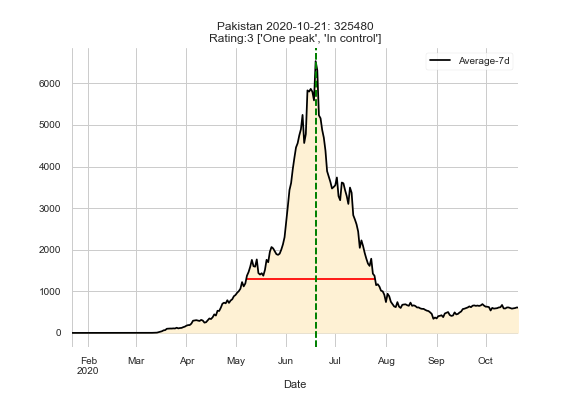 Pakistan 2020-10-21: 325480
Rating:3 ['One peak', 'In control']
Average-7d
6000
5000
4000
3000
2000
1000
0
Feb Mar Apr May Jun Jul Aug Sep Oct
2020
Date